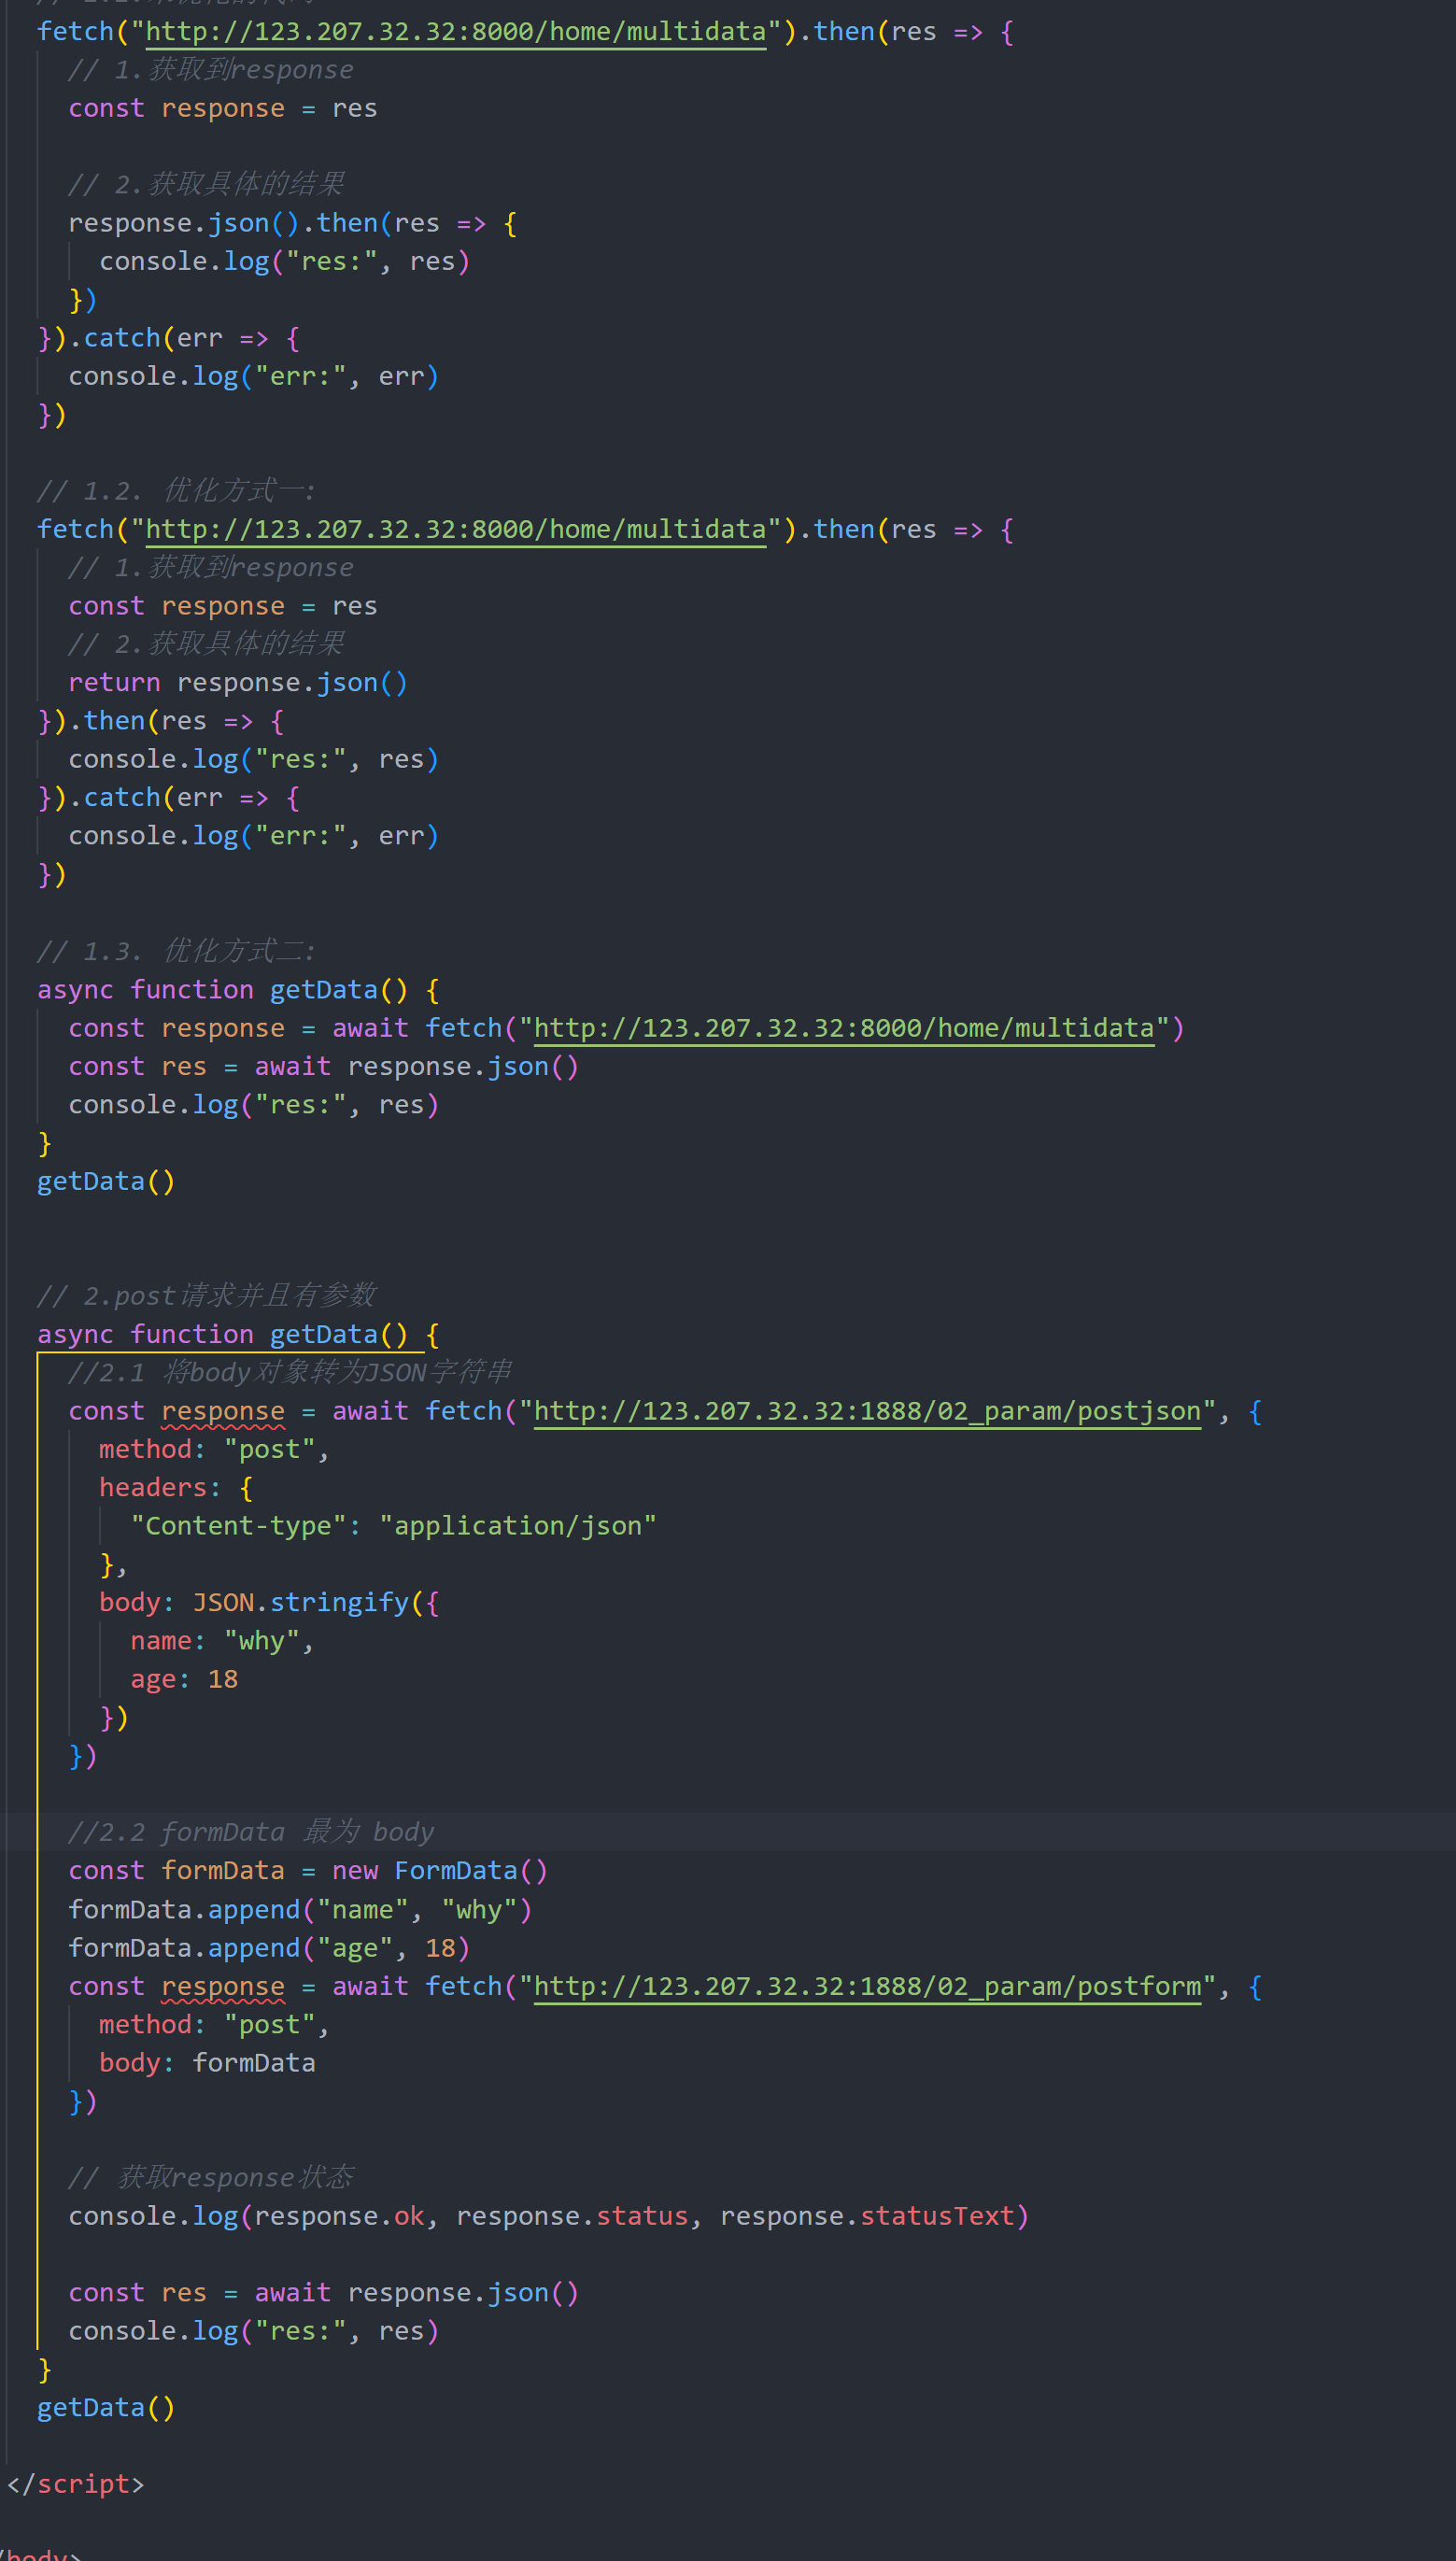 fetch("http://123.207.32.32:8000/home/multidata").then(res => {
// 1.获取到response
const response = res
// 2.获取具体的结果
response.json().then(res => {
console.log("res:", res)
})
}).catch(err => {
console.log("err:", err)
})
// 1.2. 优化方式一:
fetch("http://123.207.32.32:8000/home/multidata").then(res => {
// 1.获取到response
const response = res
// 2.获取具体的结果
return response.json()
}).then(res => {
console.log("res:", res)
}).catch(err => {
console.log("err:", err)
})
// 1.3. 优化方式二:
async function getData() {
const response = await fetch("http://123.207.32.32:8000/home/multidata")
const res = await response.json()
console.log("res:", res)
}
getData()
// 2.post请求并且有参数
async function getData() {
//2.1 将body对象转为JSON字符串
const response = await fetch("http://123.207.32.32:1888/02_param/postjson", {
method: "post",
headers: {
"Content-type": "application/json"
},
body: JSON.stringify({
name: "why",
age: 18
})
})
//2.2 formData 最为 body
const formData = new FormData()
formData.append("name", "why")
formData.append("age", 18)
const response = await fetch("http://123.207.32.32:1888/02_param/postform", {
method: "post",
body: formData
})
// 获取response状态
console.log(response.ok, response.status, response.statusText)
const res = await response.json()
console.log("res:", res)
}
getData()
</script>
/body>